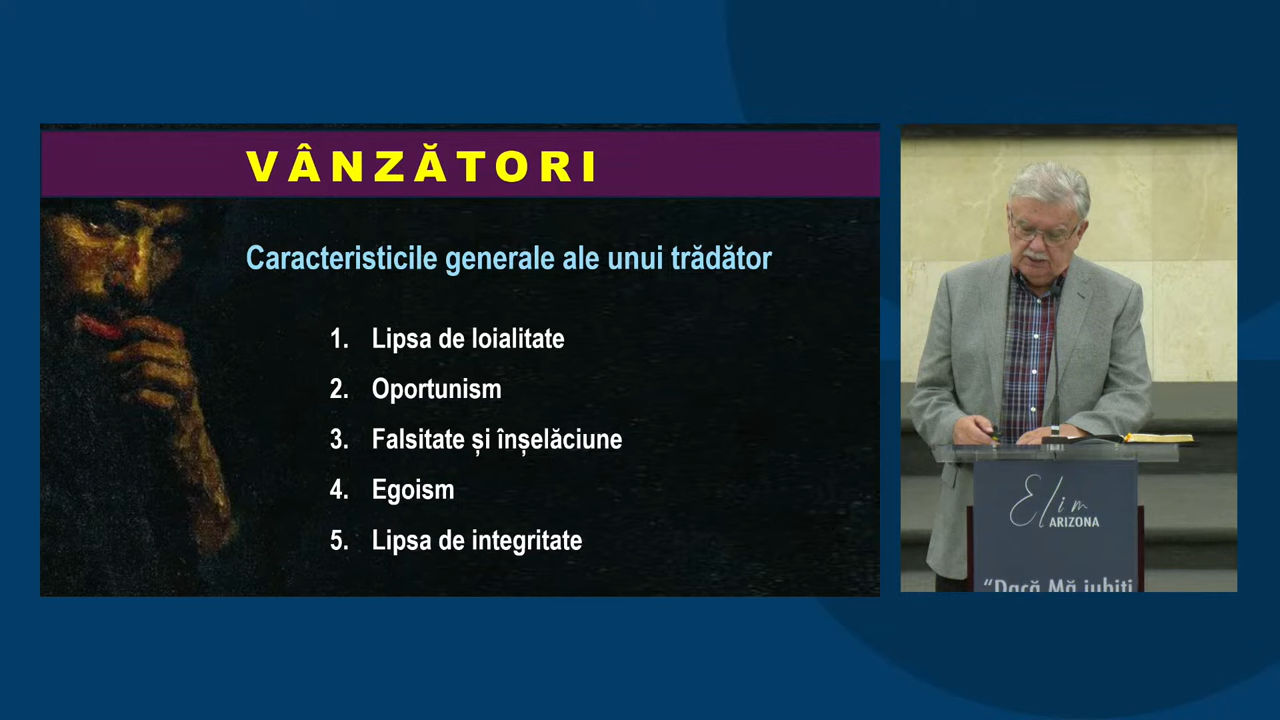 VÂNZĂTORI
Caracteristicile generale ale unui trădător
1. Lipsa de loialitate
2. Oportunism
3. Falsitate și înșelăciune
4. Egoism
5. Lipsa de integritate
Elim
ARIZONA
“Dacă Mă iubiți